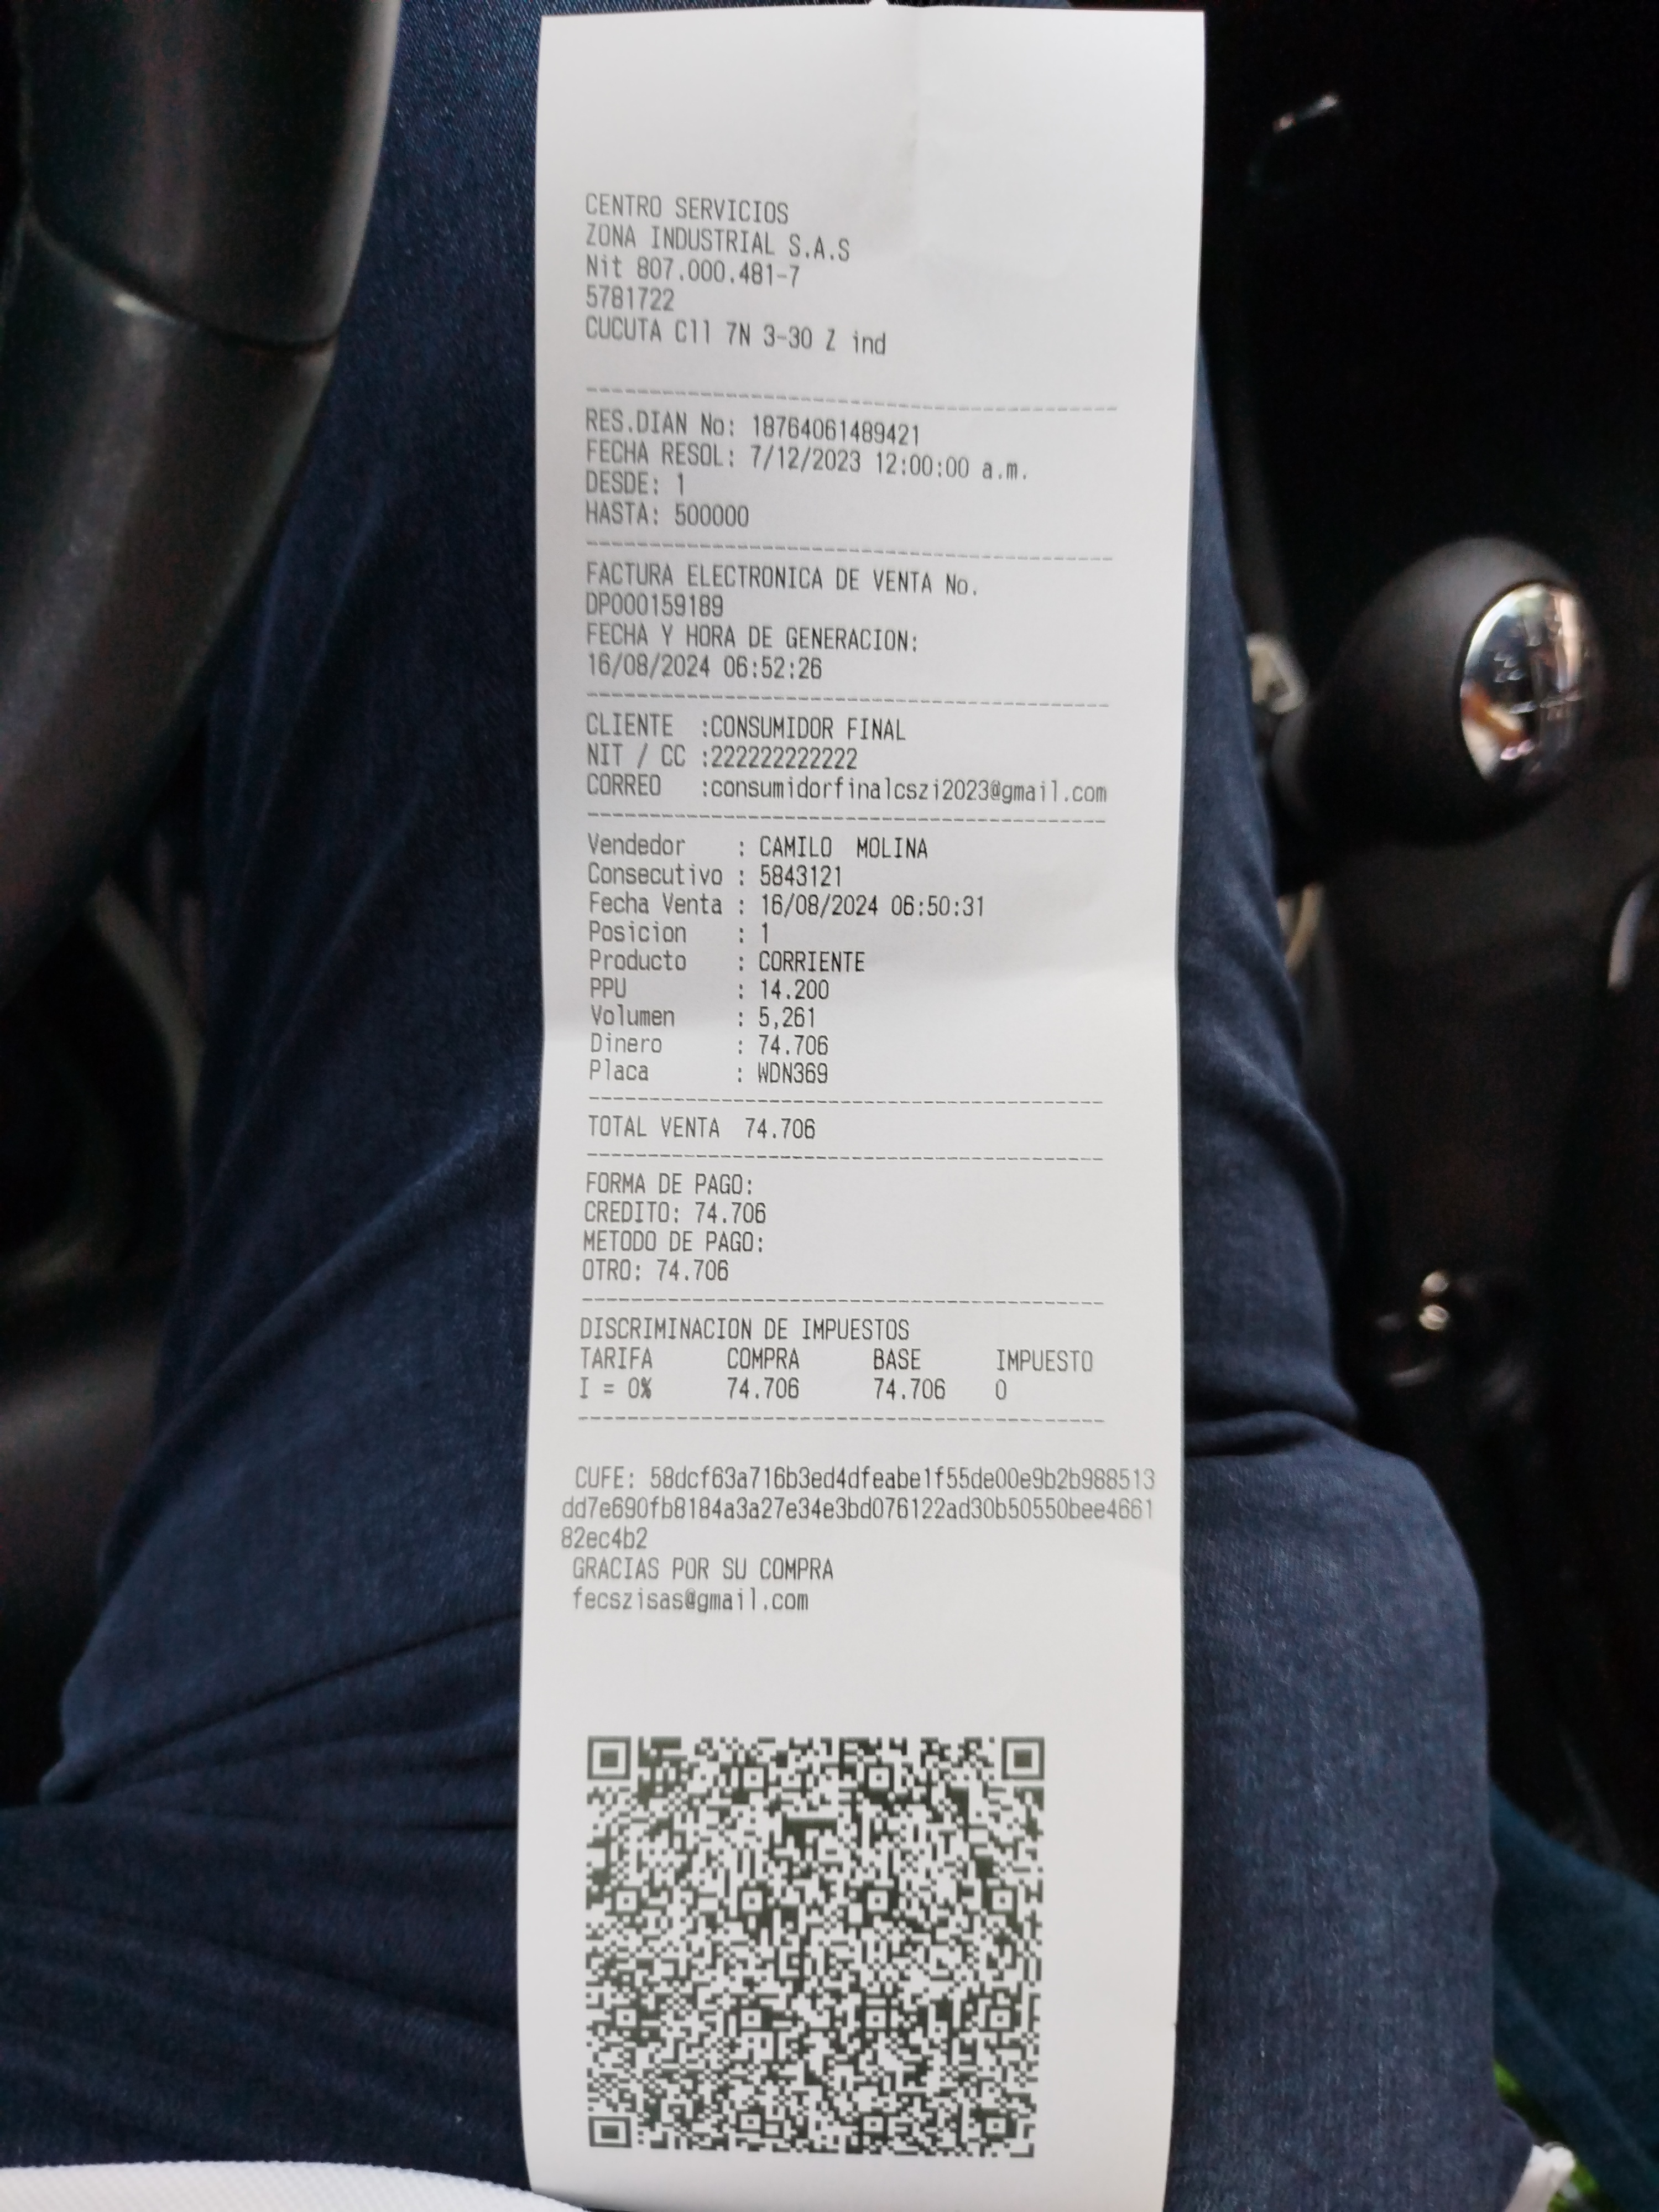 CENTRO SERVICIOS
ZONA INDUSTRIAL S.A.S
Nit 807.000.481-7
5781722
CUCUTA Cll 7N 3-30 Z ind
RES.DIAN No: 18764061489421
FECHA RESOL: 7/12/2023 12:00:00 a.m.
DESDE: 1
HASTA: 500000
FACTURA ELECTRONICA DE VENTA No.
DP000159189
FECHA Y HORA DE GENERACION:
16/08/2024 06:52:26
CLIENTE :CONSUMIDOR FINAL
NIT / CC :222222222222
CORREO :consumidorfinalcszi2023@gmail.com
Vendedor : CAMILO MOLINA
Consecutivo : 5843121
Fecha Venta : 16/08/2024 06:50:31
Posicion : 1
Producto : CORRIENTE
PPU : 14.200
Volumen : 5,261
Dinero : 74.706
Placa : WDN369
TOTAL VENTA 74.706
FORMA DE PAGO:
CREDITO: 74.706
METODO DE PAGO:
OTRO: 74.706
DISCRIMINACION DE IMPUESTOS
TARIFA COMPRA BASE IMPUESTO
I = 0% 74.706 74.706 0
CUFE: 58dcf63a716b3ed4dfeabe1f55de00e9b2b988513
dd7e690fb8184a3a27e34e3bd076122ad30b50550bee4661
82ec4b2
GRACIAS POR SU COMPRA
fecszisas@gmail.com